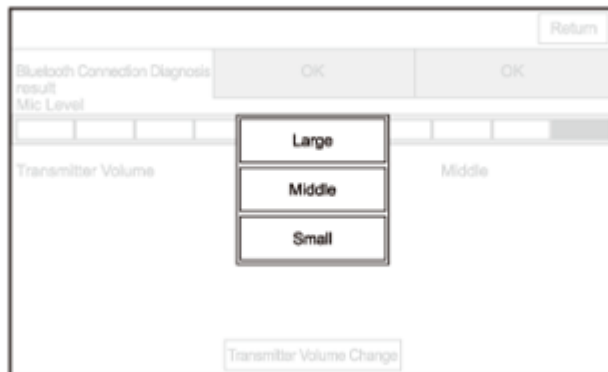 Return
Bluetooth Connection Diagnosis
result
OK
OK
Mic Level
Large
Transmitter Volume
Middle
Middle
Small
Transmitter Volume Change